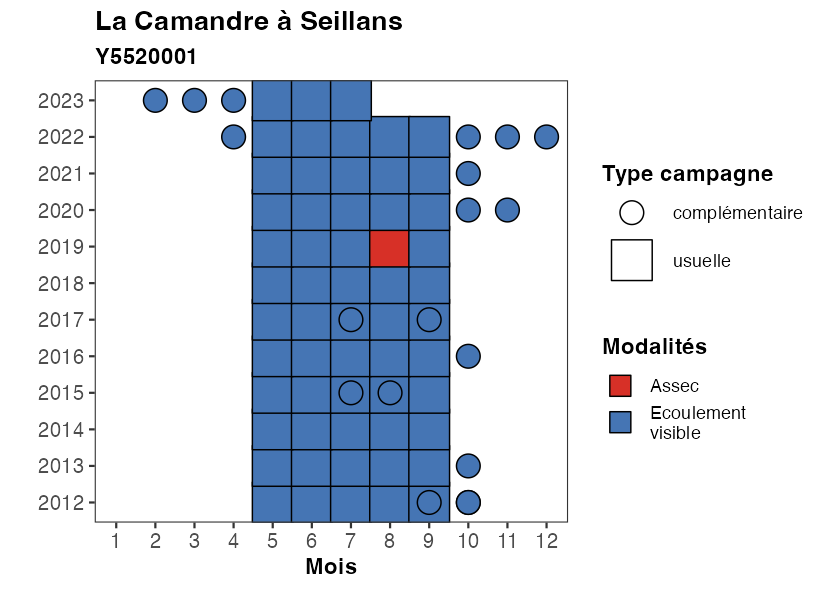 La Camandre à Seillans
Y5520001
2023
2022
2021
2020
2019
2018
2017
2016
2015
2014
2013
2012
1 2 3 4 5 6 7 8 9 10 11 12
Mois
Type campagne
complémentaire
usuelle
Modalités
Assec
Ecoulement
visible